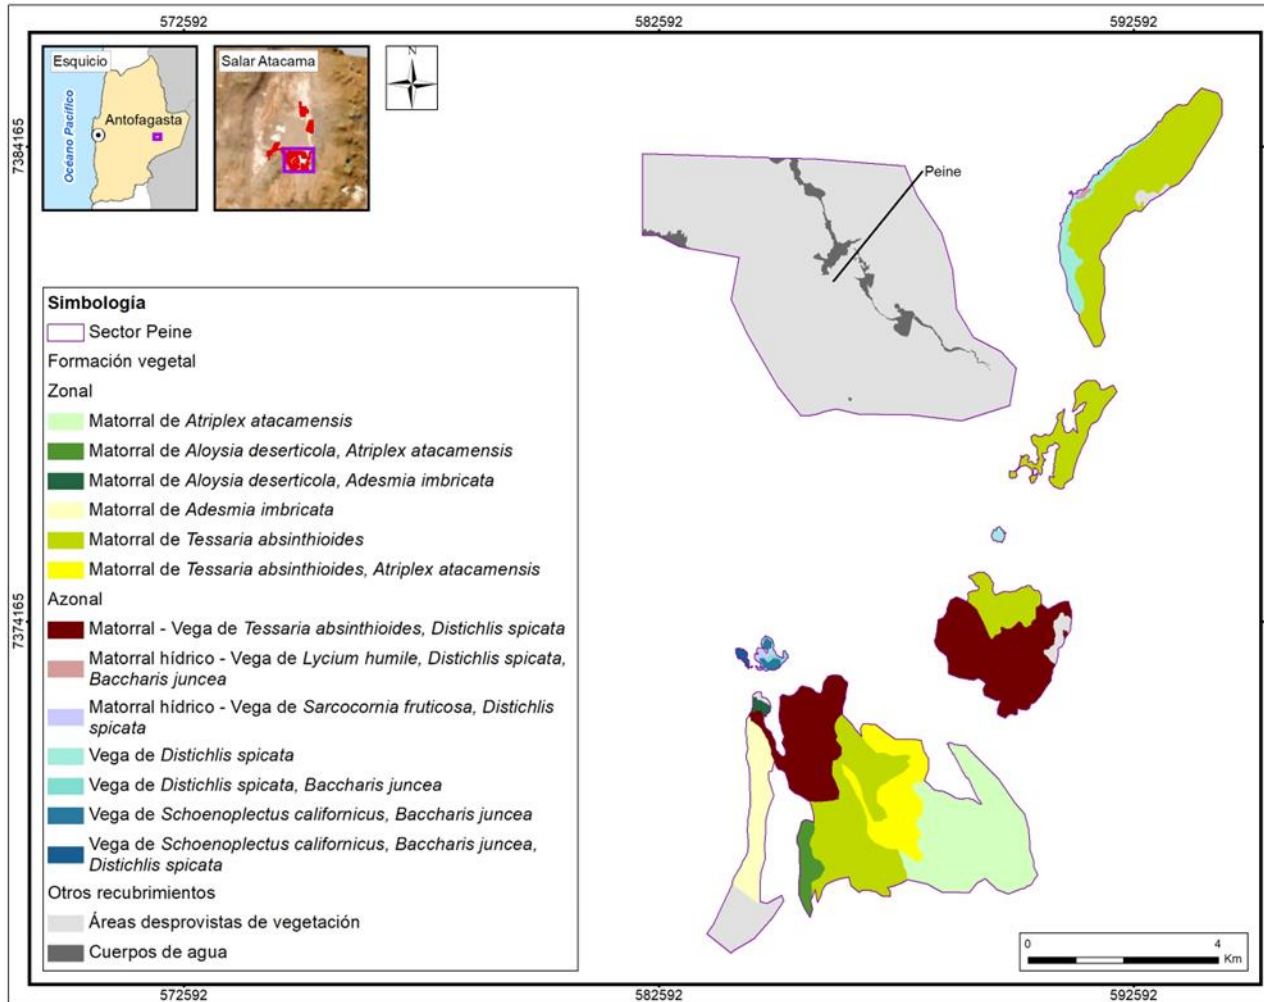 572592
582592
592592
7384165
7374165
Esquicio
Océano Pacífico
Antofagasta
Salar Atacama
N
Peine
Simbología
Sector Peine
Formación vegetal
Zonal
Matorral de Atriplex atacamensis
Matorral de Aloysia deserticola, Atriplex atacamensis
Matorral de Aloysia deserticola, Adesmia imbricata
Matorral de Adesmia imbricata
Matorral de Tessaria absinthioides
Matorral de Tessaria absinthioides, Atriplex atacamensis
Azonal
Matorral - Vega de Tessaria absinthioides, Distichlis spicata
Matorral hídrico - Vega de Lycium humile, Distichlis spicata,
Baccharis juncea
Matorral hídrico - Vega de Sarcocornia fruticosa, Distichlis
spicata
Vega de Distichlis spicata
Vega de Distichlis spicata, Baccharis juncea
Vega de Schoenoplectus californicus, Baccharis juncea
Vega de Schoenoplectus californicus, Baccharis juncea,
Distichlis spicata
Otros recubrimientos
Áreas desprovistas de vegetación
Cuerpos de agua
0 4
Km
7384165
7374165
572592
582592
592592